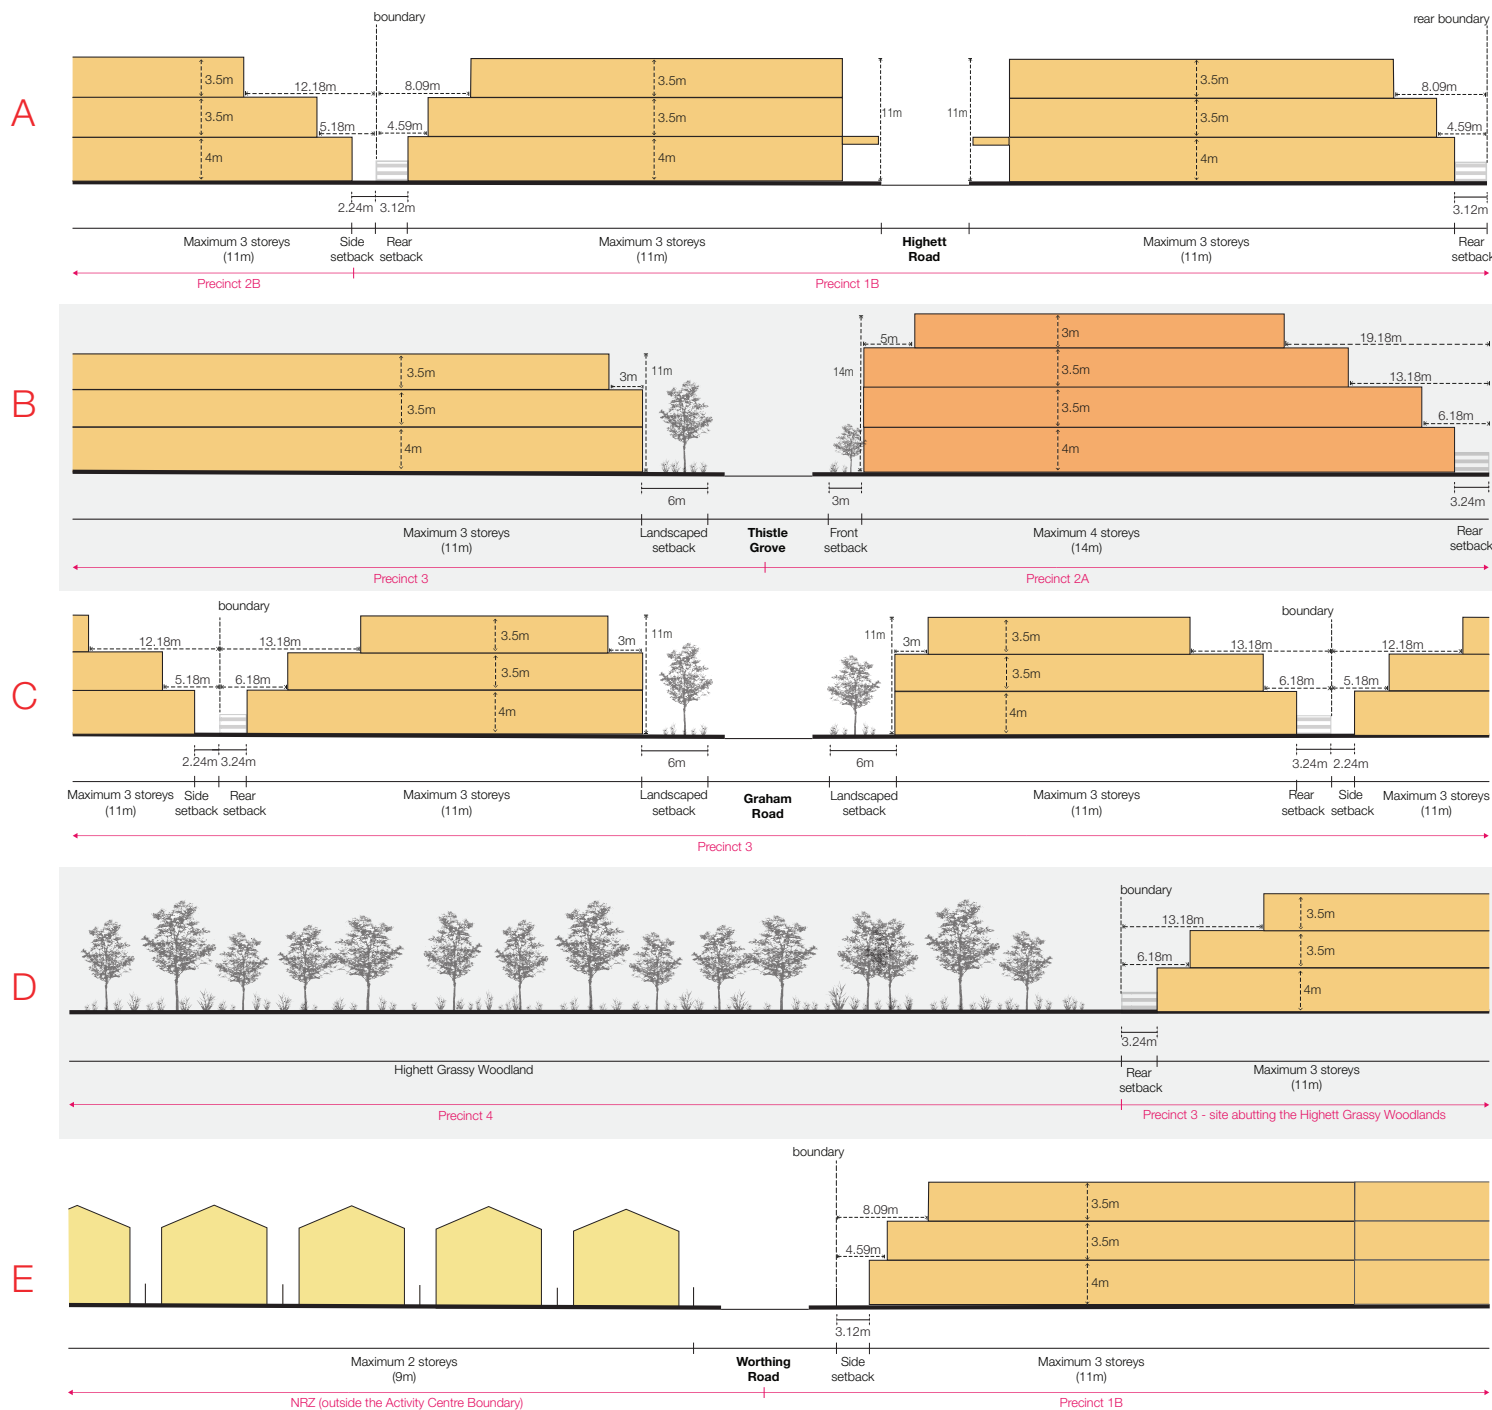 A
boundary
rear boundary
3.5m
12.18m
8.09m
3.5m
3.5m
8.09m
3.5m
5.18m
4.59m
3.5m
11m
11m
3.5m
4.59m
4m
4m
4m
2.24m 3.12m
3.12m
Maximum 3 storeys
(11m)
Side
setback
Rear
setback
Maximum 3 storeys
(11m)
Highett
Road
Maximum 3 storeys
(11m)
Rear
setback
Precinct 2B
Precinct 1B
B
3.5m
3m
11m
3.5m
4m
14m
5m
3m
19.18m
3.5m
13.18m
3.5m
6.18m
4m
6m
3m
3.24m
Maximum 3 storeys
(11m)
Landscaped
setback
Thistle
Grove
Front
setback
Maximum 4 storeys
(14m)
Rear
setback
Precinct 3
Precinct 2A
C
boundary
boundary
12.18m
13.18m
3.5m
3m
11m
11m
3m
3.5m
13.18m
12.18m
5.18m
6.18m
3.5m
3.5m
6.18m
5.18m
4m
4m
2.24m 3.24m
6m
6m
3.24m 2.24m
Maximum 3 storeys
(11m)
Side
setback
Rear
setback
Maximum 3 storeys
(11m)
Landscaped
setback
Graham
Road
Landscaped
setback
Maximum 3 storeys
(11m)
Rear
setback
Side
setback
Maximum 3 storeys
(11m)
Precinct 3
D
boundary
13.18m
3.5m
6.18m
3.5m
4m
3.24m
Highett Grassy Woodland
Rear
setback
Maximum 3 storeys
(11m)
Precinct 4
Precinct 3 - site abutting the Highett Grassy Woodlands
E
boundary
8.09m
3.5m
4.59m
3.5m
4m
3.12m
Maximum 2 storeys
(9m)
Worthing
Road
Side
setback
Maximum 3 storeys
(11m)
NRZ (outside the Activity Centre Boundary)
Precinct 1B